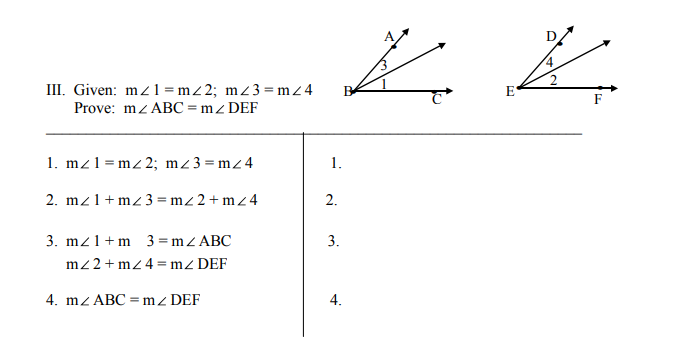 A
3
1
B
C
D
4
2
E
F
III. Given: m∠1 = m∠2; m∠3 = m∠4
Prove: m∠ABC = m∠DEF
1. m∠1 = m∠2; m∠3 = m∠4 1.
2. m∠1 + m∠3 = m∠2 + m∠4 2.
3. m∠1 + m 3 = m∠ABC 3.
m∠2 + m∠4 = m∠DEF
4. m∠ABC = m∠DEF 4.